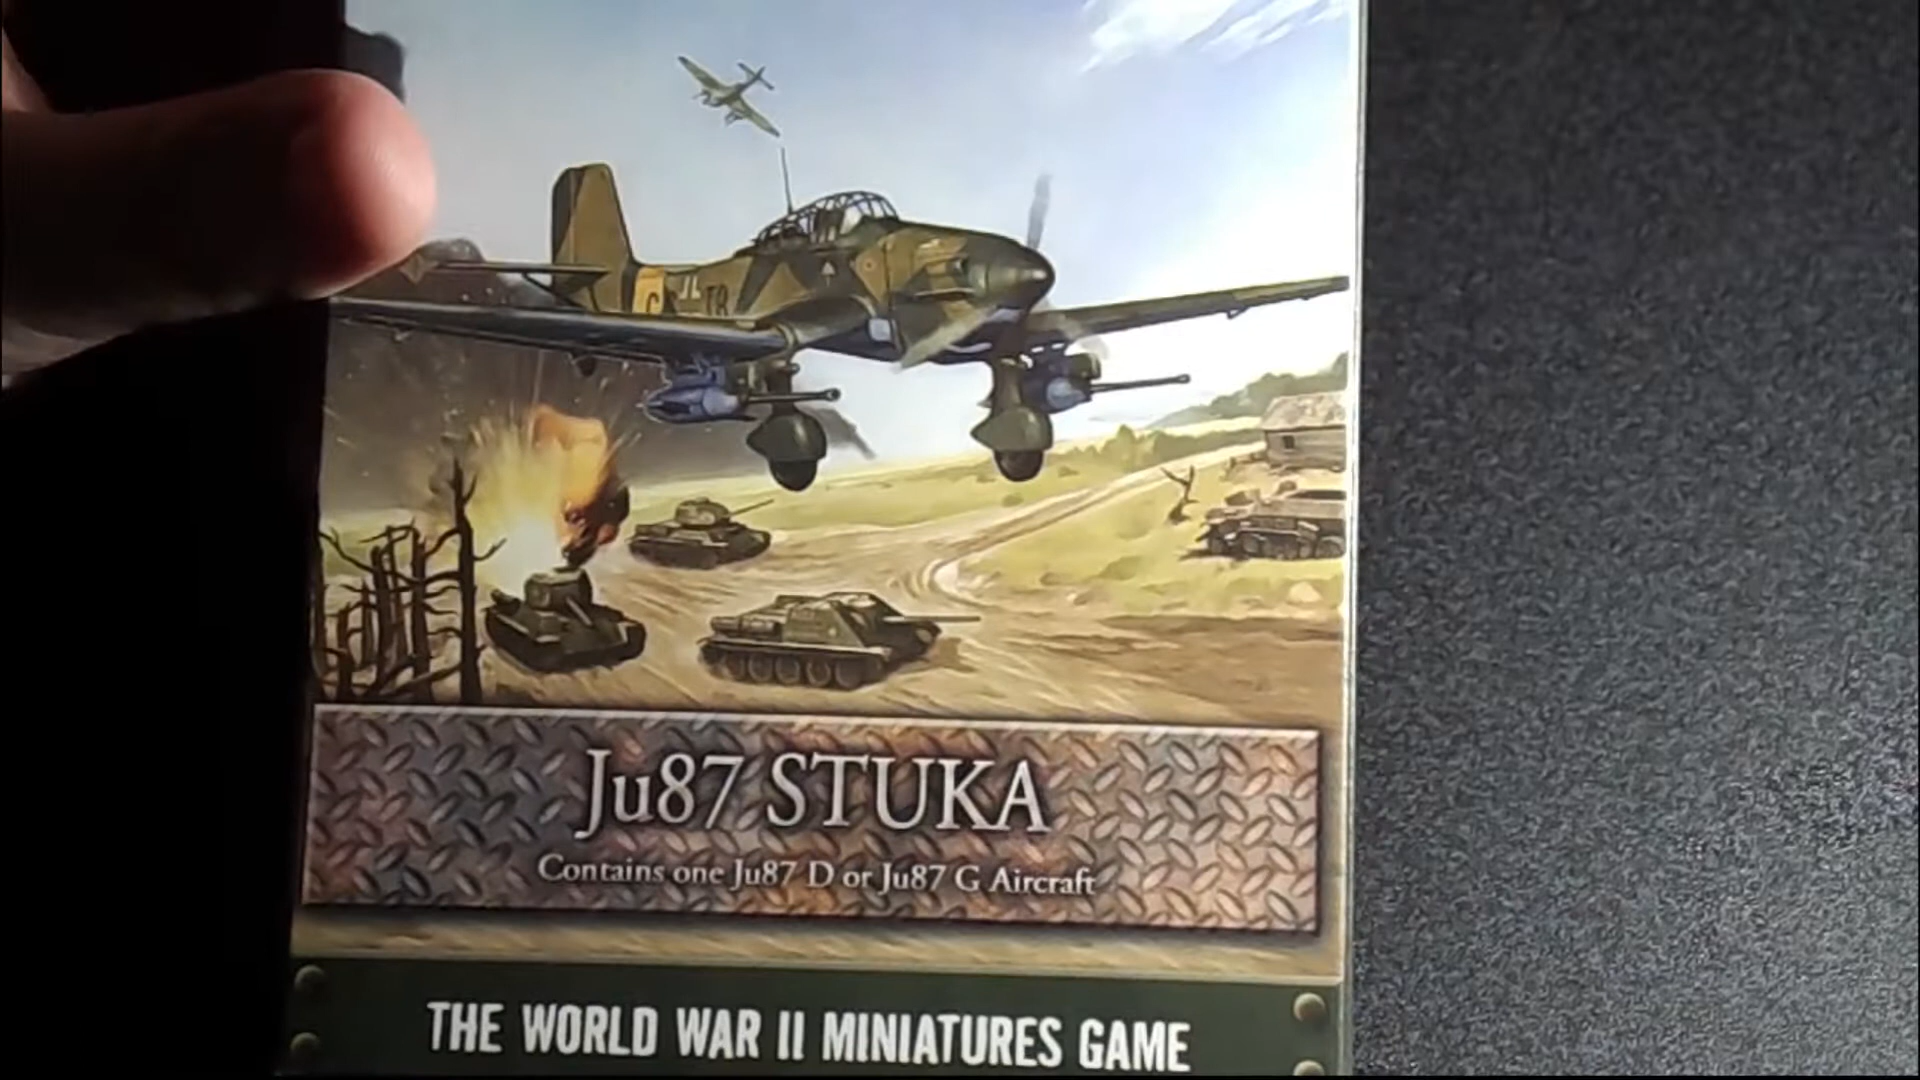 Ju87 STUKA
Contains one Ju87 D or Ju87 G Aircraft
THE WORLD WAR II MINIATURES GAME